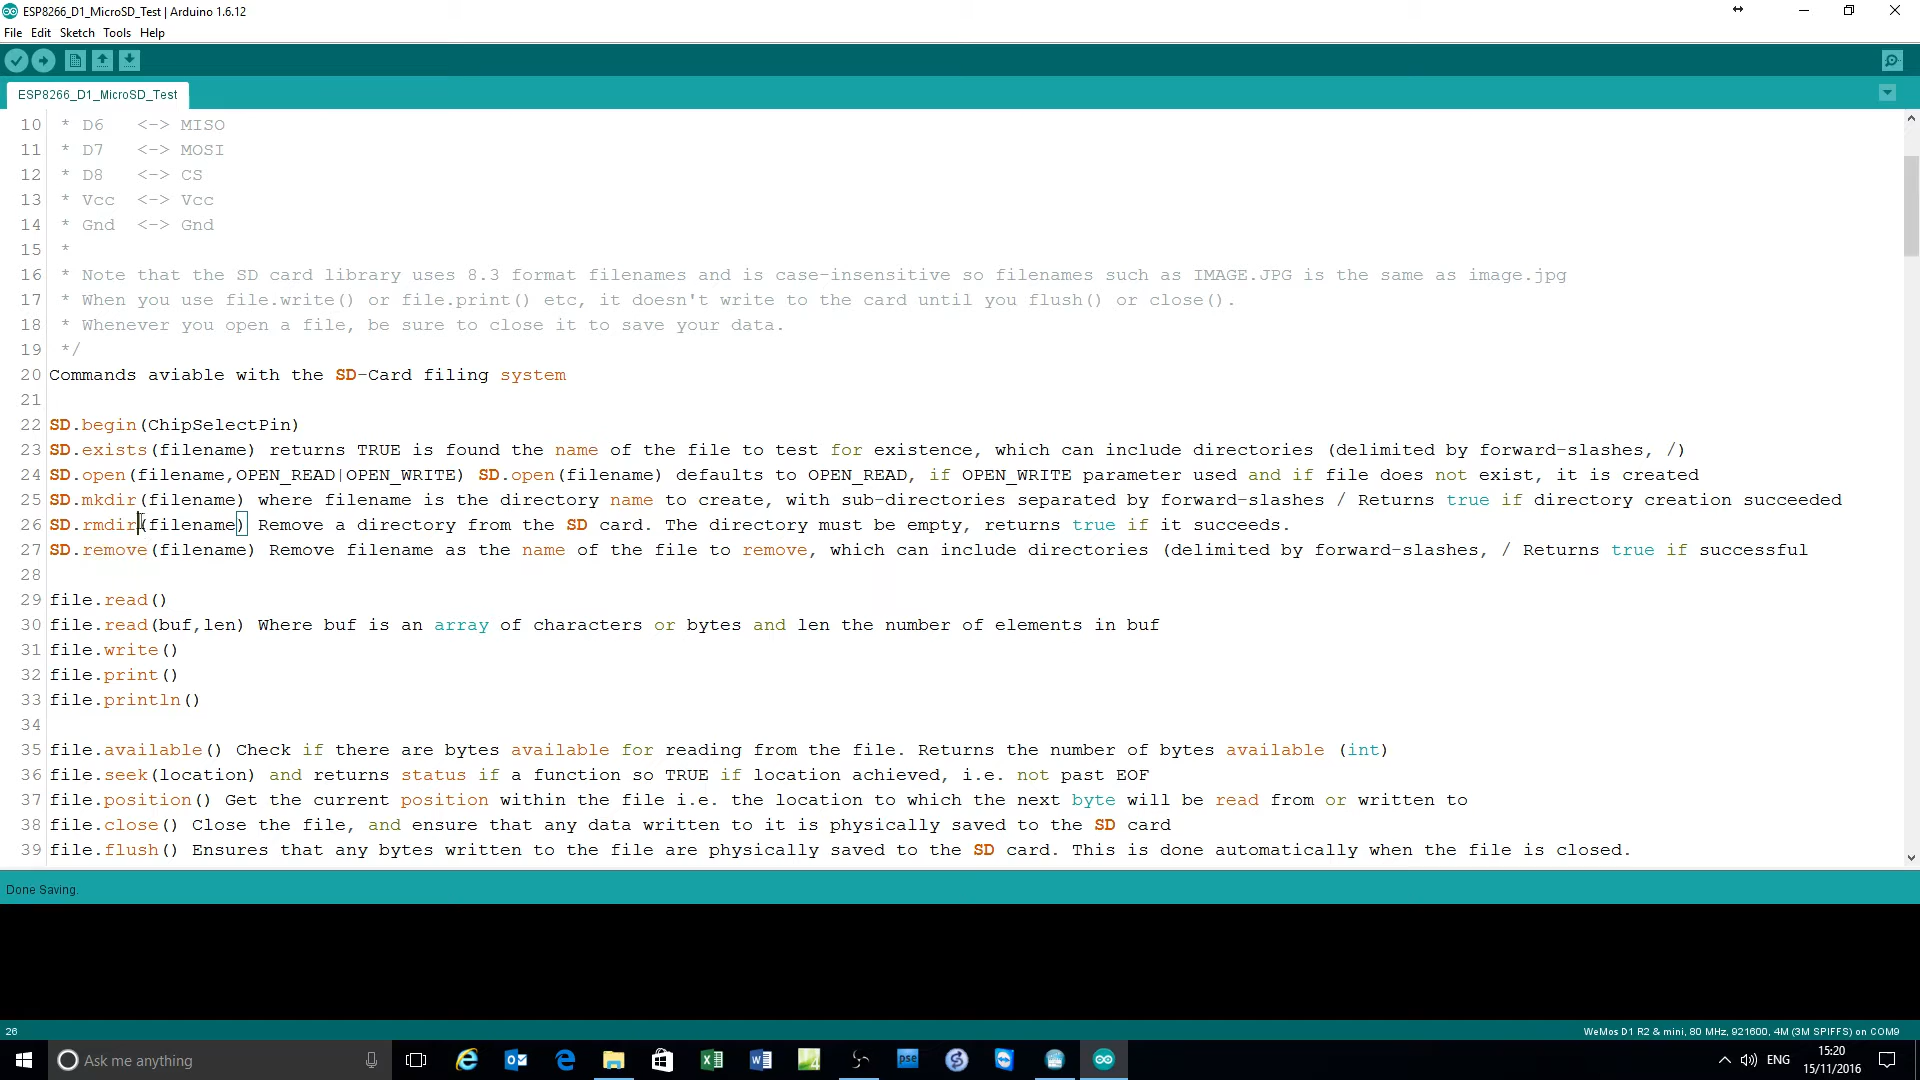 ESP8266_D1_MicroSD_Test | Arduino 1.6.12
File Edit Sketch Tools Help
ESP8266_D1_MicroSD_Test
10 * D6 <-> MISO
11 * D7 <-> MOSI
12 * D8 <-> CS
13 * Vcc <-> Vcc
14 * Gnd <-> Gnd
15 *
16 * Note that the SD card library uses 8.3 format filenames and is case-insensitive so filenames such as IMAGE.JPG is the same as image.jpg
17 * When you use file.write() or file.print() etc, it doesn't write to the card until you flush() or close().
18 * Whenever you open a file, be sure to close it to save your data.
19 */
20 Commands aviable with the SD-Card filing system
21
22 SD.begin(ChipSelectPin)
23 SD.exists(filename) returns TRUE is found the name of the file to test for existence, which can include directories (delimited by forward-slashes, /)
24 SD.open(filename,OPEN_READ|OPEN_WRITE) SD.open(filename) defaults to OPEN_READ, if OPEN_WRITE parameter used and if file does not exist, it is created
25 SD.mkdir(filename) where filename is the directory name to create, with sub-directories separated by forward-slashes / Returns true if directory creation succeeded
26 SD.rmdir(filename) Remove a directory from the SD card. The directory must be empty, returns true if it succeeds.
27 SD.remove(filename) Remove filename as the name of the file to remove, which can include directories (delimited by forward-slashes, / Returns true if successful
28
29 file.read()
30 file.read(buf,len) Where buf is an array of characters or bytes and len the number of elements in buf
31 file.write()
32 file.print()
33 file.println()
34
35 file.available() Check if there are bytes available for reading from the file. Returns the number of bytes available (int)
36 file.seek(location) and returns status if a function so TRUE if location achieved, i.e. not past EOF
37 file.position() Get the current position within the file i.e. the location to which the next byte will be read from or written to
38 file.close() Close the file, and ensure that any data written to it is physically saved to the SD card
39 file.flush() Ensures that any bytes written to the file are physically saved to the SD card. This is done automatically when the file is closed.
Done Saving.
26 WeMos D1 R2 & mini, 80 MHz, 921600, 4M (3M SPIFFS) on COM9
Ask me anything
pse
ENG
15:20
15/11/2016